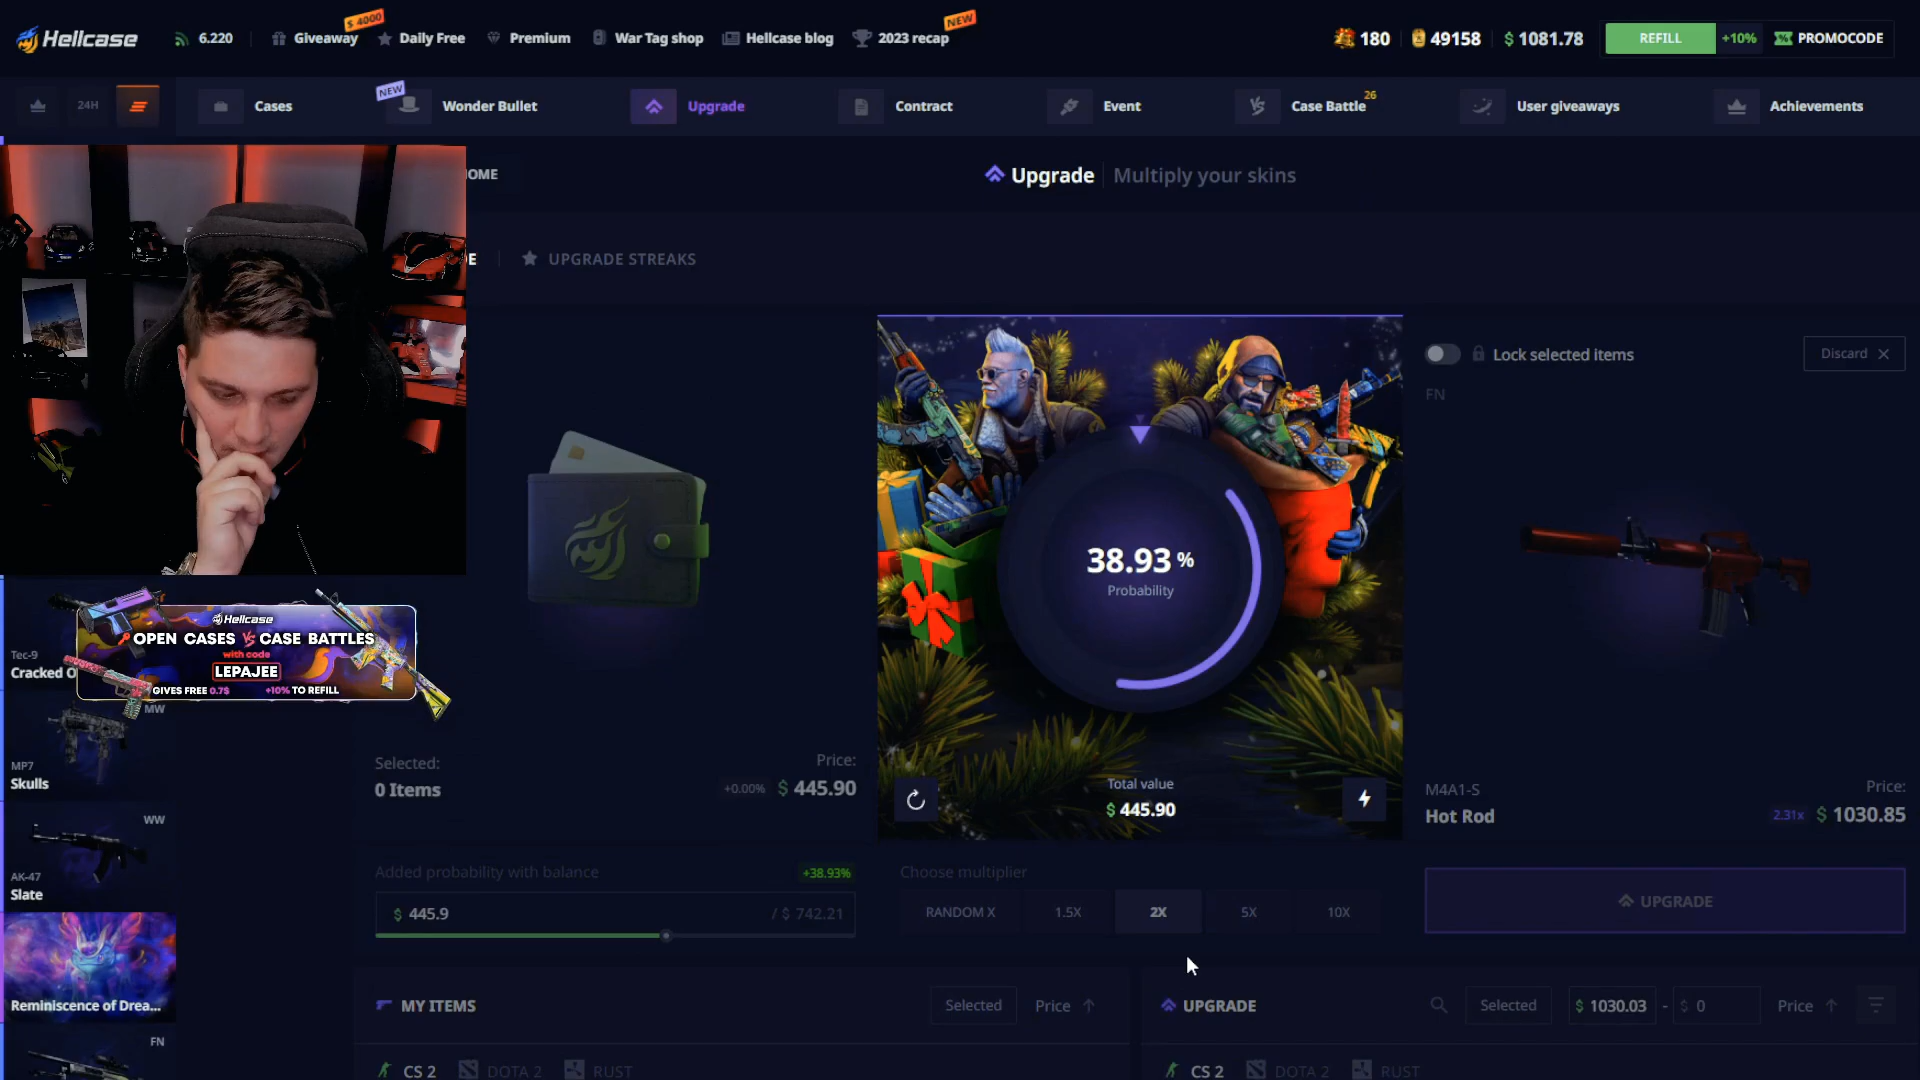 Hellcase
6.220
Giveaway
$ 4000
Daily Free
Premium
War Tag shop
Hellcase blog
2023 recap
NEW
180
49158
$ 1081.78
REFILL
+10%
PROMOCODE
24H
Cases
NEW
Wonder Bullet
Upgrade
Contract
Event
Case Battle
26
User giveaways
Achievements
OME
Upgrade
Multiply your skins
E
UPGRADE STREAKS
Lock selected items
Discard
FN
38.93 %
Probability
Hellcase
OPEN CASES VS CASE BATTLES
with code
LEPAJEE
GIVES FREE 0.7$ +10% TO REFILL
Tec-9
Cracked O
MW
MP7
Skulls
WW
AK-47
Slate
Reminiscence of Drea...
FN
Selected:
0 Items
Price:
+0.00% $ 445.90
Total value
$ 445.90
M4A1-S
Hot Rod
Price:
2.31x $ 1030.85
Added probability with balance
+38.93%
$ 445.9
/ $ 742.21
Choose multiplier
RANDOM X
1.5X
2X
5X
10X
UPGRADE
MY ITEMS
Selected
Price
UPGRADE
Selected
$ 1030.03 - $ 0
Price
CS 2
DOTA 2
RUST
CS 2
DOTA 2
RUST